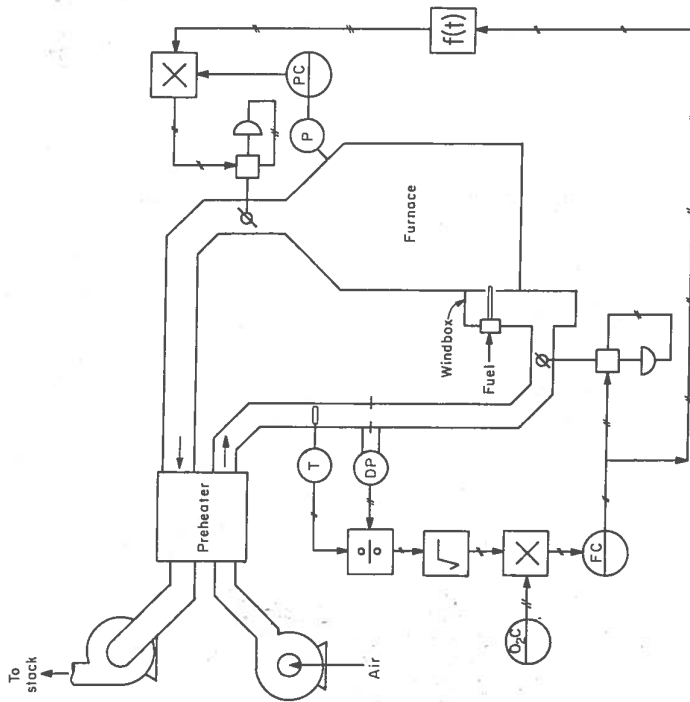 f(t)
×
PC
P
Furnace
Windbox
Fuel
Preheater
T
DP
÷
√
×
FC
O₂C
To
stack
Air